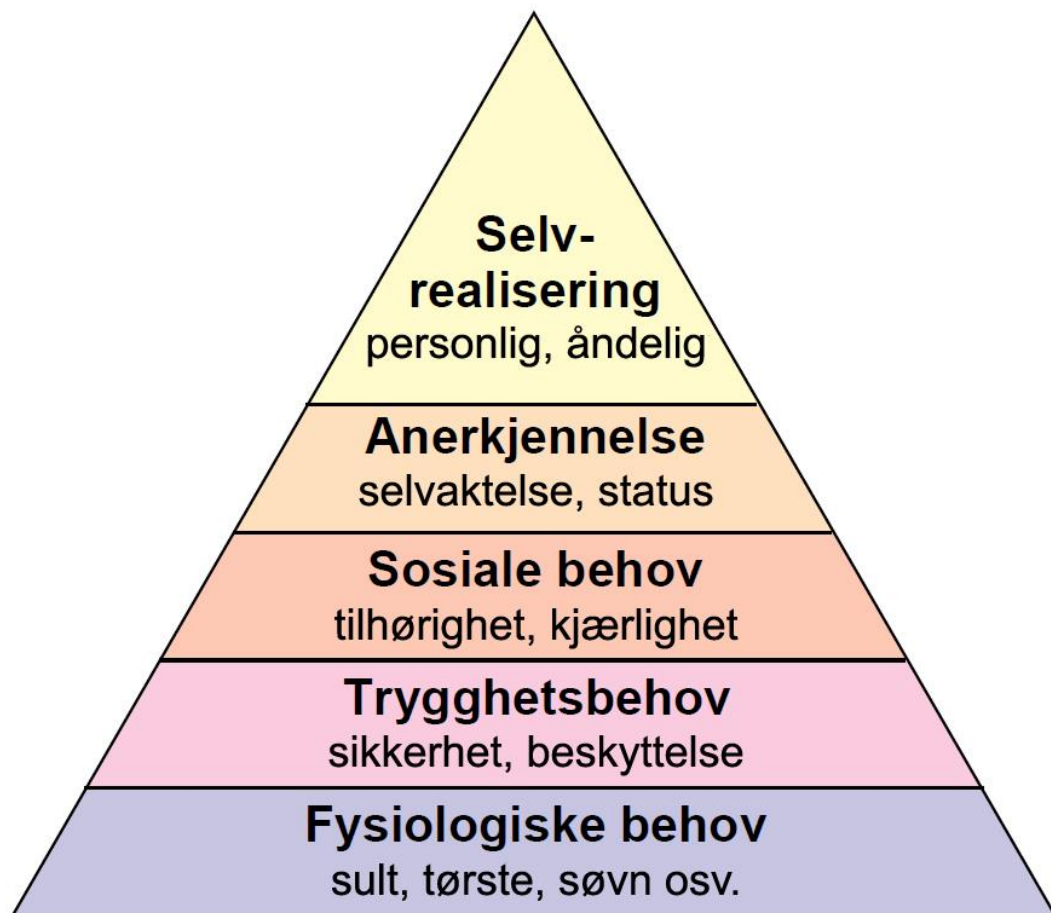 Selv-
realisering
personlig, åndelig
Anerkjennelse
selvaktelse, status
Sosiale behov
tilhørighet, kjærlighet
Trygghetsbehov
sikkerhet, beskyttelse
Fysiologiske behov
sult, tørste, søvn osv.